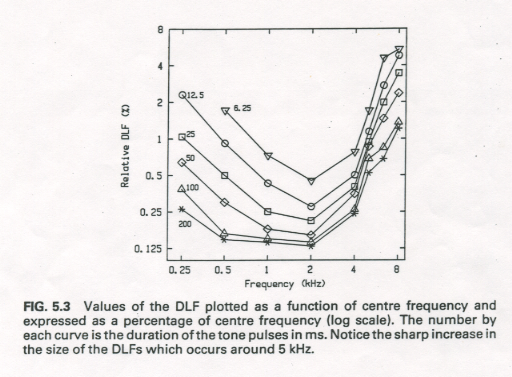 8
4
2
1
0.5
0.25
0.125
Relative DLF (%)
12.5
6.25
25
50
100
200
0.25 0.5 1 2 4 8
Frequency (kHz)
FIG. 5.3 Values of the DLF plotted as a function of centre frequency and
expressed as a percentage of centre frequency (log scale). The number by
each curve is the duration of the tone pulses in ms. Notice the sharp increase in
the size of the DLFs which occurs around 5 kHz.